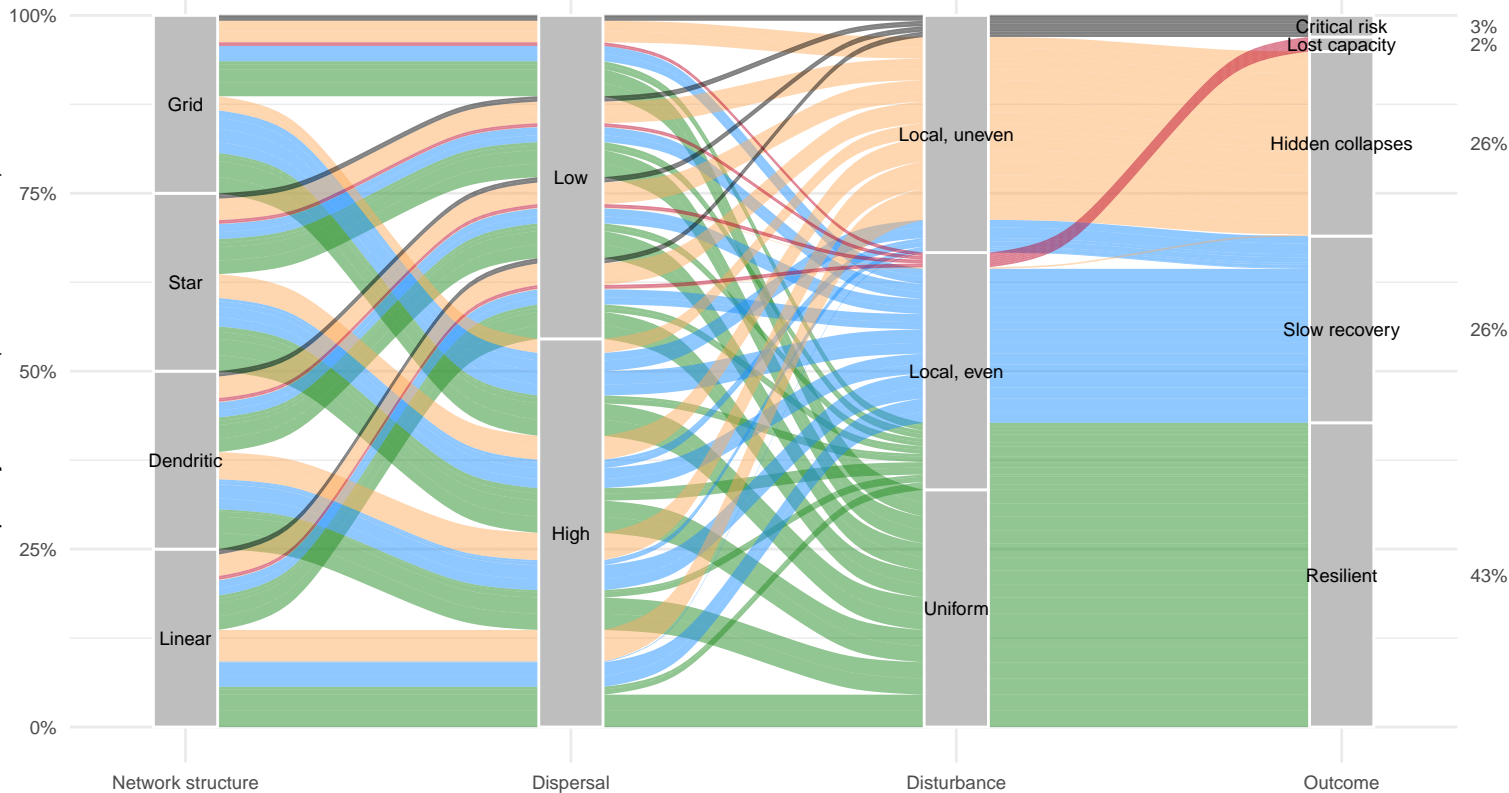 100%
75%
50%
25%
0%
Grid
Star
Dendritic
Linear
Low
High
Local, uneven
Local, even
Uniform
Critical risk
Lost capacity
Hidden collapses
Slow recovery
Resilient
3%
2%
26%
26%
43%
Network structure
Dispersal
Disturbance
Outcome